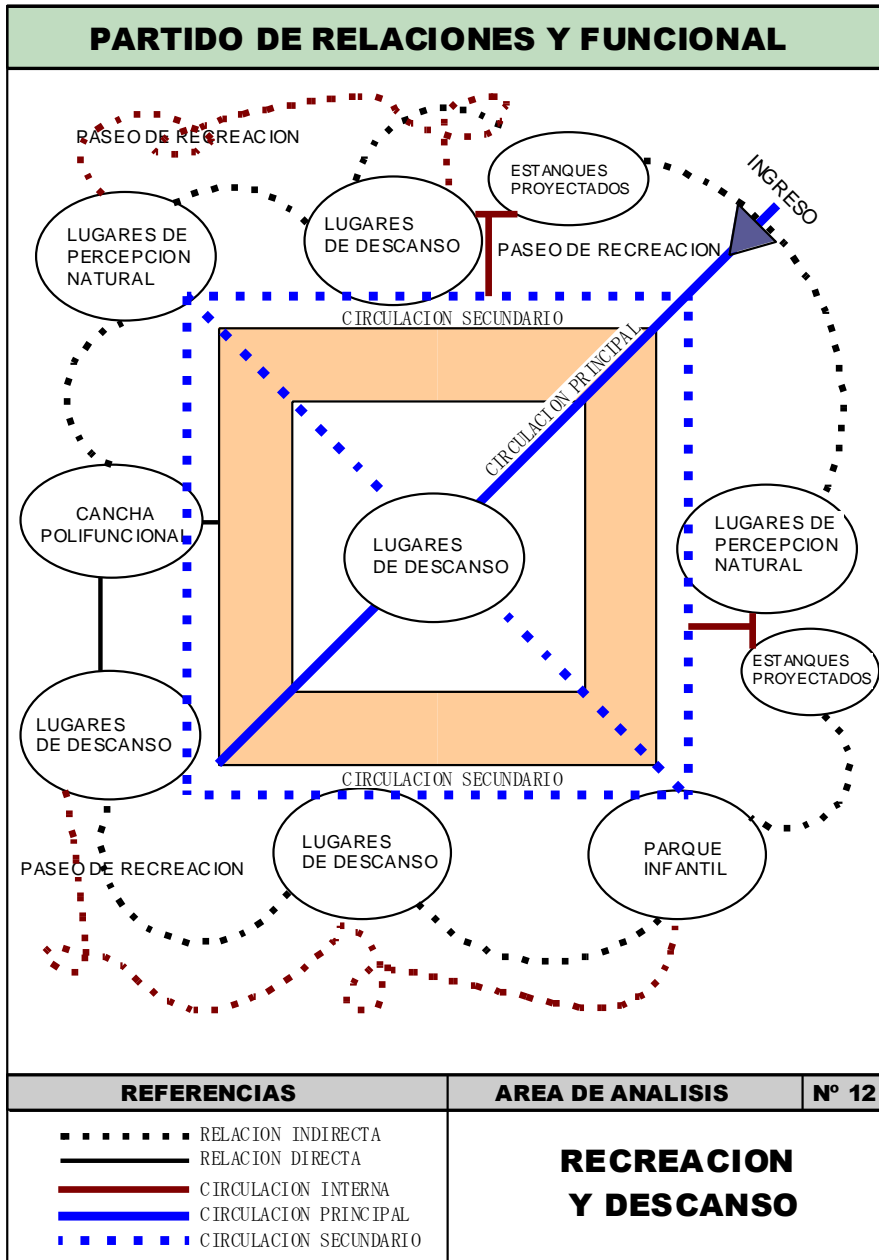 PARTIDO DE RELACIONES Y FUNCIONAL
PASEO DE RECREACION
ESTANQUES
PROYECTADOS
INGRESO
LUGARES DE
PERCEPCION
NATURAL
LUGARES
DE DESCANSO
PASEO DE RECREACION
CIRCULACION SECUNDARIO
CIRCULACION PRINCIPAL
CANCHA
POLIFUNCIONAL
LUGARES
DE DESCANSO
LUGARES DE
PERCEPCION
NATURAL
ESTANQUES
PROYECTADOS
LUGARES
DE DESCANSO
CIRCULACION SECUNDARIO
LUGARES
DE DESCANSO
PARQUE
INFANTIL
PASEO DE RECREACION
REFERENCIAS
AREA DE ANALISIS
Nº 12
RELACION INDIRECTA
RELACION DIRECTA
CIRCULACION INTERNA
CIRCULACION PRINCIPAL
CIRCULACION SECUNDARIO
RECREACION
Y DESCANSO